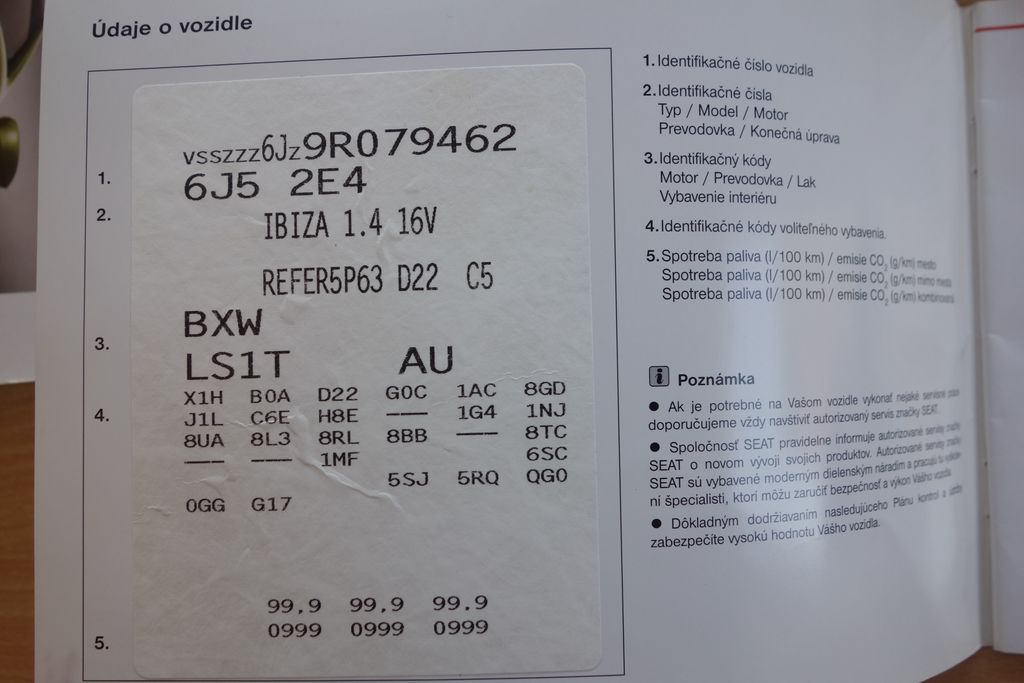 Údaje o vozidle
vsszzz6Jz9R079462
1.
6J5 2E4
2.
IBIZA 1.4 16V
REFER5P63 D22 C5
BXW
3.
LS1T AU
X1H B0A D22 G0C 1AC 8GD
4.
J1L C6E H8E --- 1G4 1NJ
8UA 8L3 8RL 8BB --- 8TC
--- --- 1MF 6SC
5SJ 5RQ QG0
0GG G17
99.9 99.9 99.9
0999 0999 0999
5.
1. Identifikačné číslo vozidla
2. Identifikačné čísla
Typ / Model / Motor
Prevodovka / Konečná úprava
3. Identifikačný kódy
Motor / Prevodovka / Lak
Vybavenie interiéru
4. Identifikačné kódy voliteľného vybavenia.
5. Spotreba paliva (l/100 km) / emisie CO₂ (g/km) mesto
Spotreba paliva (l/100 km) / emisie CO₂ (g/km) mimo mesta
Spotreba paliva (l/100 km) / emisie CO₂ (g/km) kombinovaná
i Poznámka
● Ak je potrebné na Vašom vozidle vykonať nejaké servisné práce
doporučujeme vždy navštíviť autorizovaný servis značky SEAT.
● Spoločnosť SEAT pravidelne informuje autorizované servisy značky
SEAT o novom vývoji svojich produktov. Autorizované servisy značky
SEAT sú vybavené moderným dielenským náradím a pracujú tu
ni špecialisti, ktorí môžu zaručiť bezpečnosť a výkon Vášho vozidla.
● Dôkladným dodržiavaním nasledujúceho Plánu kontrol a údržby
zabezpečíte vysokú hodnotu Vášho vozidla.